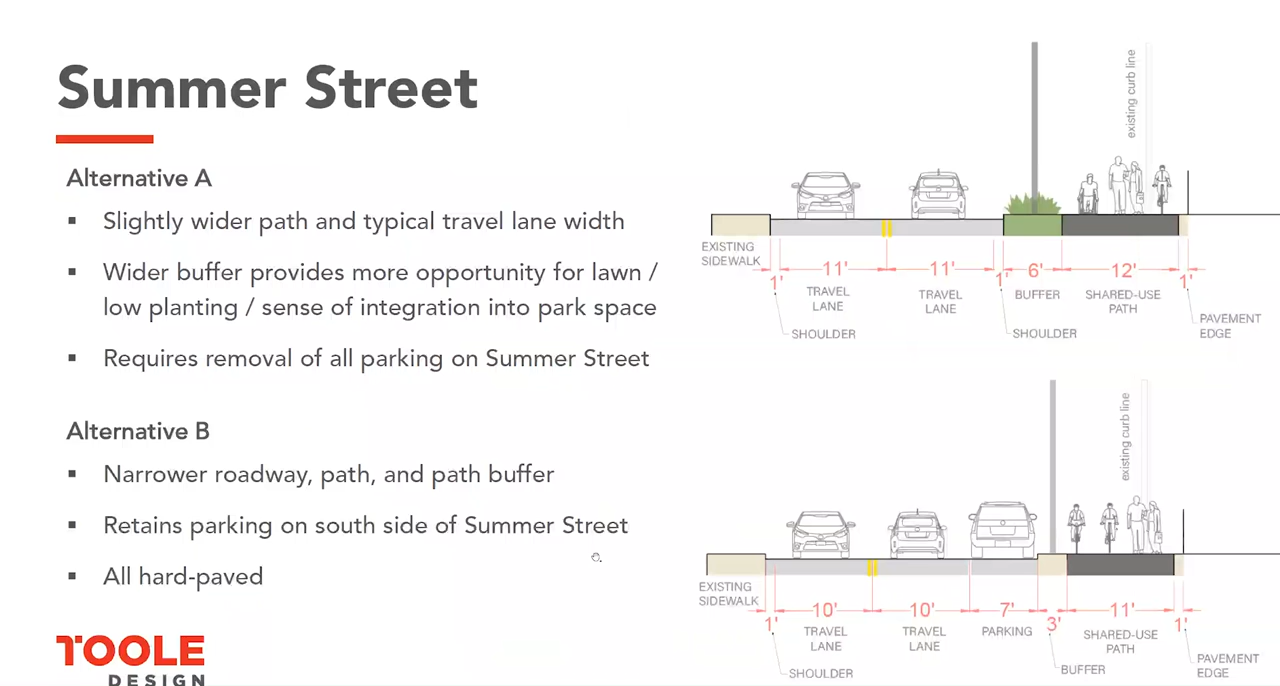 Summer Street
Alternative A
▪ Slightly wider path and typical travel lane width
▪ Wider buffer provides more opportunity for lawn /
low planting / sense of integration into park space
▪ Requires removal of all parking on Summer Street
Alternative B
▪ Narrower roadway, path, and path buffer
▪ Retains parking on south side of Summer Street
▪ All hard-paved
TOOLE
DESIGN
existing curb line
EXISTING
SIDEWALK
1'
11'
11'
1'
6'
12'
1'
TRAVEL
LANE
TRAVEL
LANE
BUFFER
SHARED-USE
PATH
SHOULDER
SHOULDER
PAVEMENT
EDGE
existing curb line
EXISTING
SIDEWALK
1'
10'
10'
7'
3'
11'
1'
TRAVEL
LANE
TRAVEL
LANE
PARKING
SHARED-USE
PATH
SHOULDER
BUFFER
PAVEMENT
EDGE